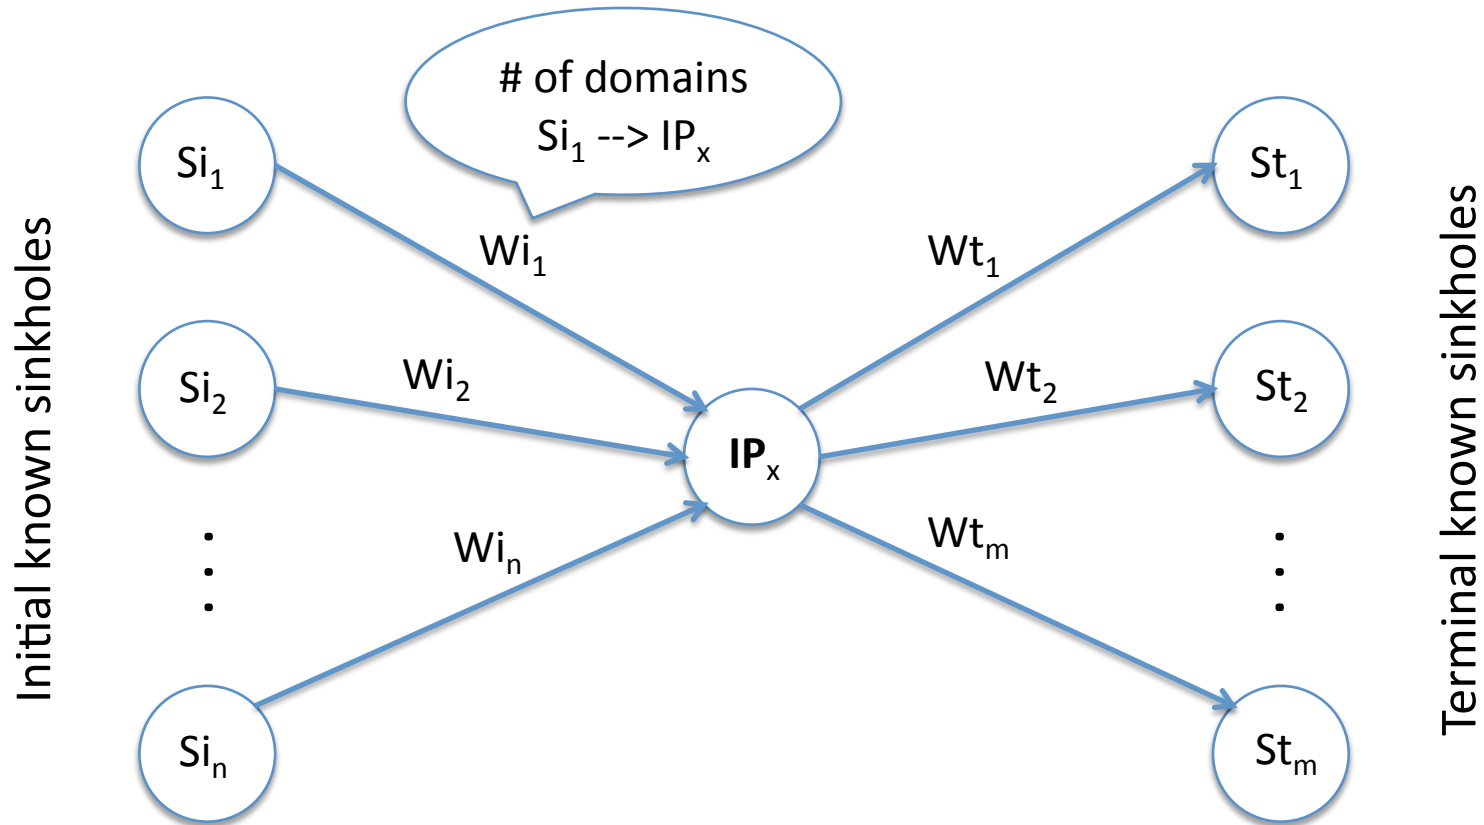 # of domains
Si₁ --> IPₓ
Initial known sinkholes
Si₁
Si₂
Siₙ
Wi₁
Wi₂
Wiₙ
IPₓ
Wt₁
Wt₂
Wtₘ
St₁
St₂
Stₘ
Terminal known sinkholes